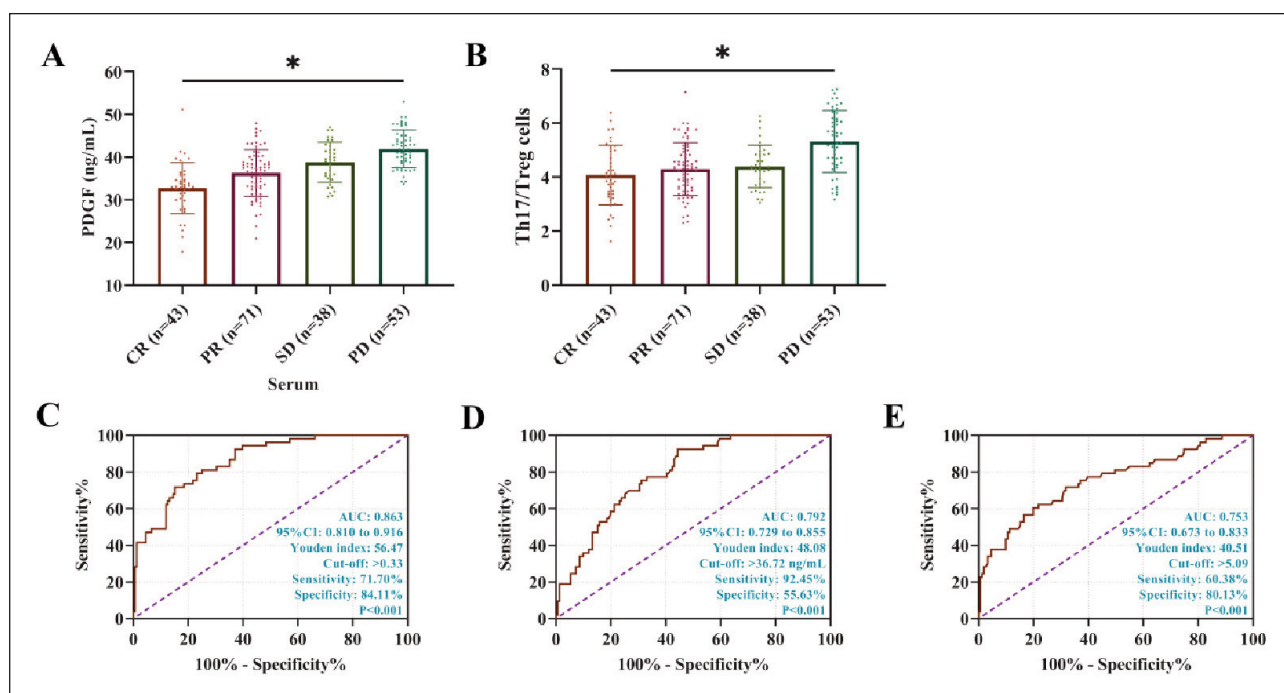 A
*
PDGF (ng/mL)
60
50
40
30
20
10
CR (n=43)
PR (n=71)
SD (n=38)
PD (n=53)
Serum
B
*
Th17/Treg cells
8
6
4
2
0
CR (n=43)
PR (n=71)
SD (n=38)
PD (n=53)
C
Sensitivity%
100
80
60
40
20
0
AUC: 0.863
95%CI: 0.810 to 0.916
Youden index: 56.47
Cut-off: >0.33
Sensitivity: 71.70%
Specificity: 84.11%
P<0.001
0 20 40 60 80 100
100% - Specificity%
D
Sensitivity%
100
80
60
40
20
0
AUC: 0.792
95%CI: 0.729 to 0.855
Youden index: 48.08
Cut-off: >36.72 ng/mL
Sensitivity: 92.45%
Specificity: 55.63%
P<0.001
0 20 40 60 80 100
100% - Specificity%
E
Sensitivity%
100
80
60
40
20
0
AUC: 0.753
95%CI: 0.673 to 0.833
Youden index: 40.51
Cut-off: >5.09
Sensitivity: 60.38%
Specificity: 80.13%
P<0.001
0 20 40 60 80 100
100% - Specificity%